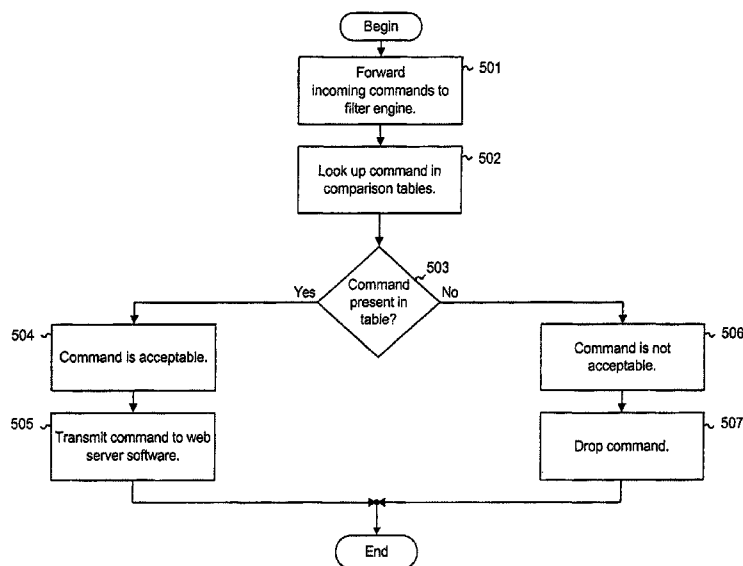 Begin
Forward
incoming commands to
filter engine.
501
Look up command in
comparison tables.
502
Command
present in
table?
503
Yes
No
504
Command is acceptable.
Command is not
acceptable.
506
505
Transmit command to web
server software.
Drop command.
507
End